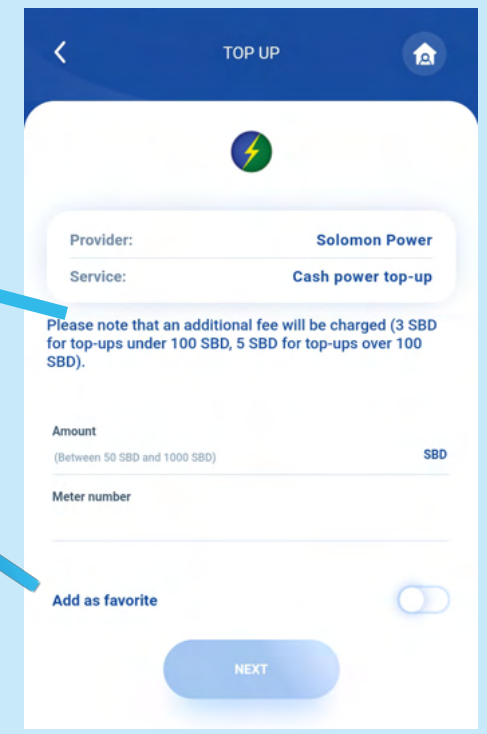 TOP UP
Provider: Solomon Power
Service: Cash power top-up
Please note that an additional fee will be charged (3 SBD
for top-ups under 100 SBD, 5 SBD for top-ups over 100
SBD).
Amount
(Between 50 SBD and 1000 SBD) SBD
Meter number
Add as favorite
NEXT